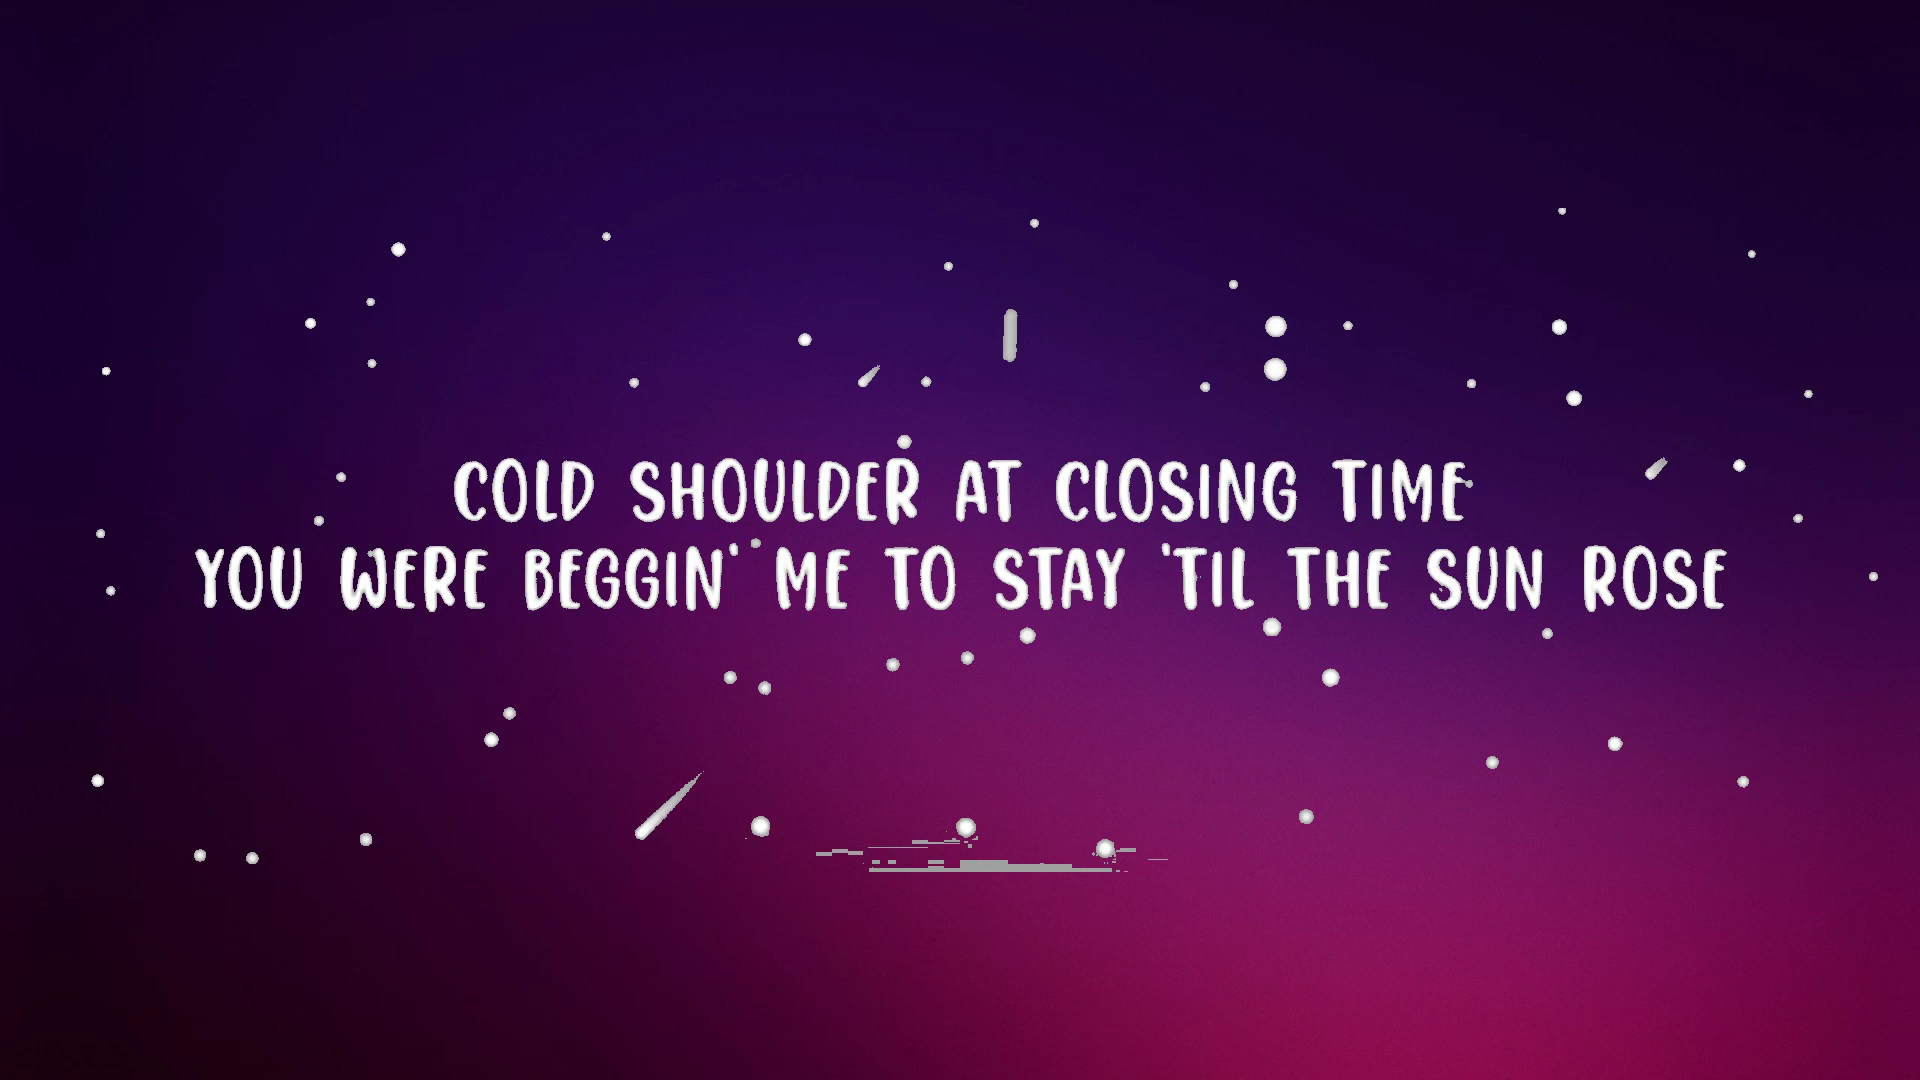 COLD SHOULDER AT CLOSING TIME
YOU WERE BEGGIN' ME TO STAY 'TIL THE SUN ROSE